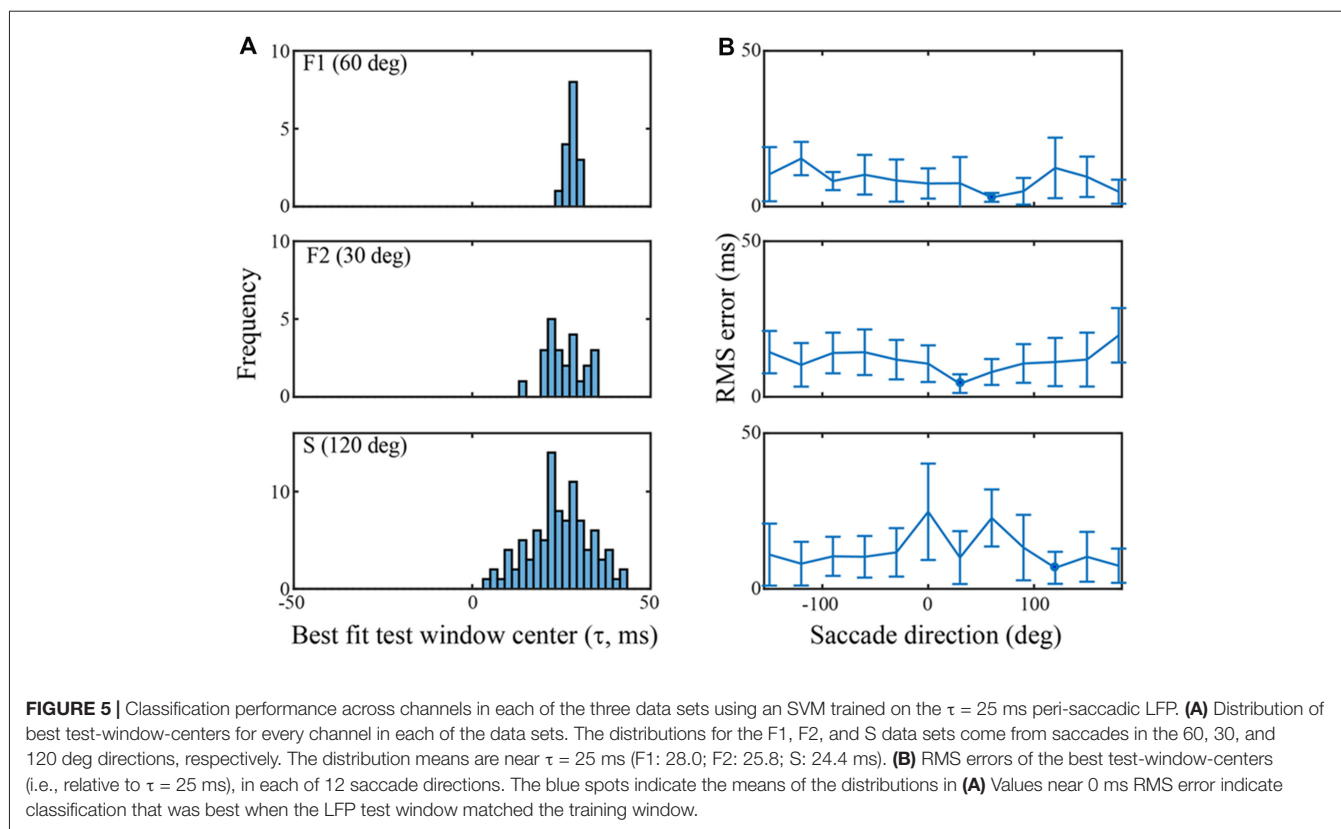 A
B
10
F1 (60 deg)
5
0
50
0
10
F2 (30 deg)
5
0
50
0
Frequency
RMS error (ms)
S (120 deg)
10
0
50
0
-50
0
50
-100
0
100
Best fit test window center (τ, ms)
Saccade direction (deg)
FIGURE 5 | Classification performance across channels in each of the three data sets using an SVM trained on the τ = 25 ms peri-saccadic LFP. (A) Distribution of
best test-window-centers for every channel in each of the data sets. The distributions for the F1, F2, and S data sets come from saccades in the 60, 30, and
120 deg directions, respectively. The distribution means are near τ = 25 ms (F1: 28.0; F2: 25.8; S: 24.4 ms). (B) RMS errors of the best test-window-centers
(i.e., relative to τ = 25 ms), in each of 12 saccade directions. The blue spots indicate the means of the distributions in (A) Values near 0 ms RMS error indicate
classification that was best when the LFP test window matched the training window.